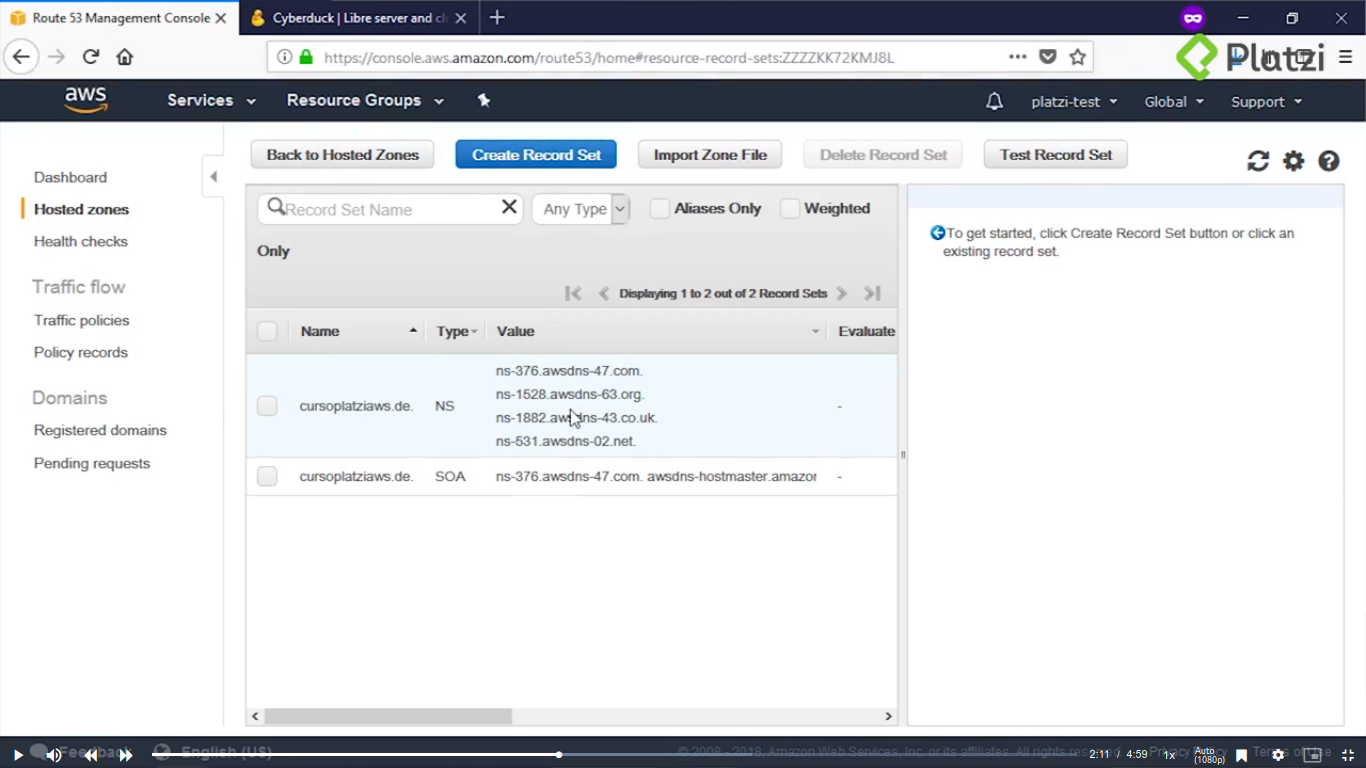 Route 53 Management Console
Cyberduck | Libre server and cl
https://console.aws.amazon.com/route53/home#resource-record-sets:ZZZZKK72KMJ8L
Platzi
aws
Services
Resource Groups
platzi-test
Global
Support
Back to Hosted Zones
Create Record Set
Import Zone File
Delete Record Set
Test Record Set
Dashboard
Hosted zones
Health checks
Traffic flow
Traffic policies
Policy records
Domains
Registered domains
Pending requests
Record Set Name
Any Type
Aliases Only
Weighted
Only
Displaying 1 to 2 out of 2 Record Sets
Name
Type
Value
Evaluate
cursoplatziaws.de.
NS
ns-376.awsdns-47.com.
ns-1528.awsdns-63.org.
ns-1882.awsdns-43.co.uk.
ns-531.awsdns-02.net.
-
cursoplatziaws.de.
SOA
ns-376.awsdns-47.com. awsdns-hostmaster.amazor
-
To get started, click Create Record Set button or click an
existing record set.
Feedback
English (US)
© 2008 - 2018, Amazon Web Services, Inc. or its affiliates. All rights reserved.
2:11 / 4:59
1x
Auto
(1080p)
Privacy Policy
Terms of Use